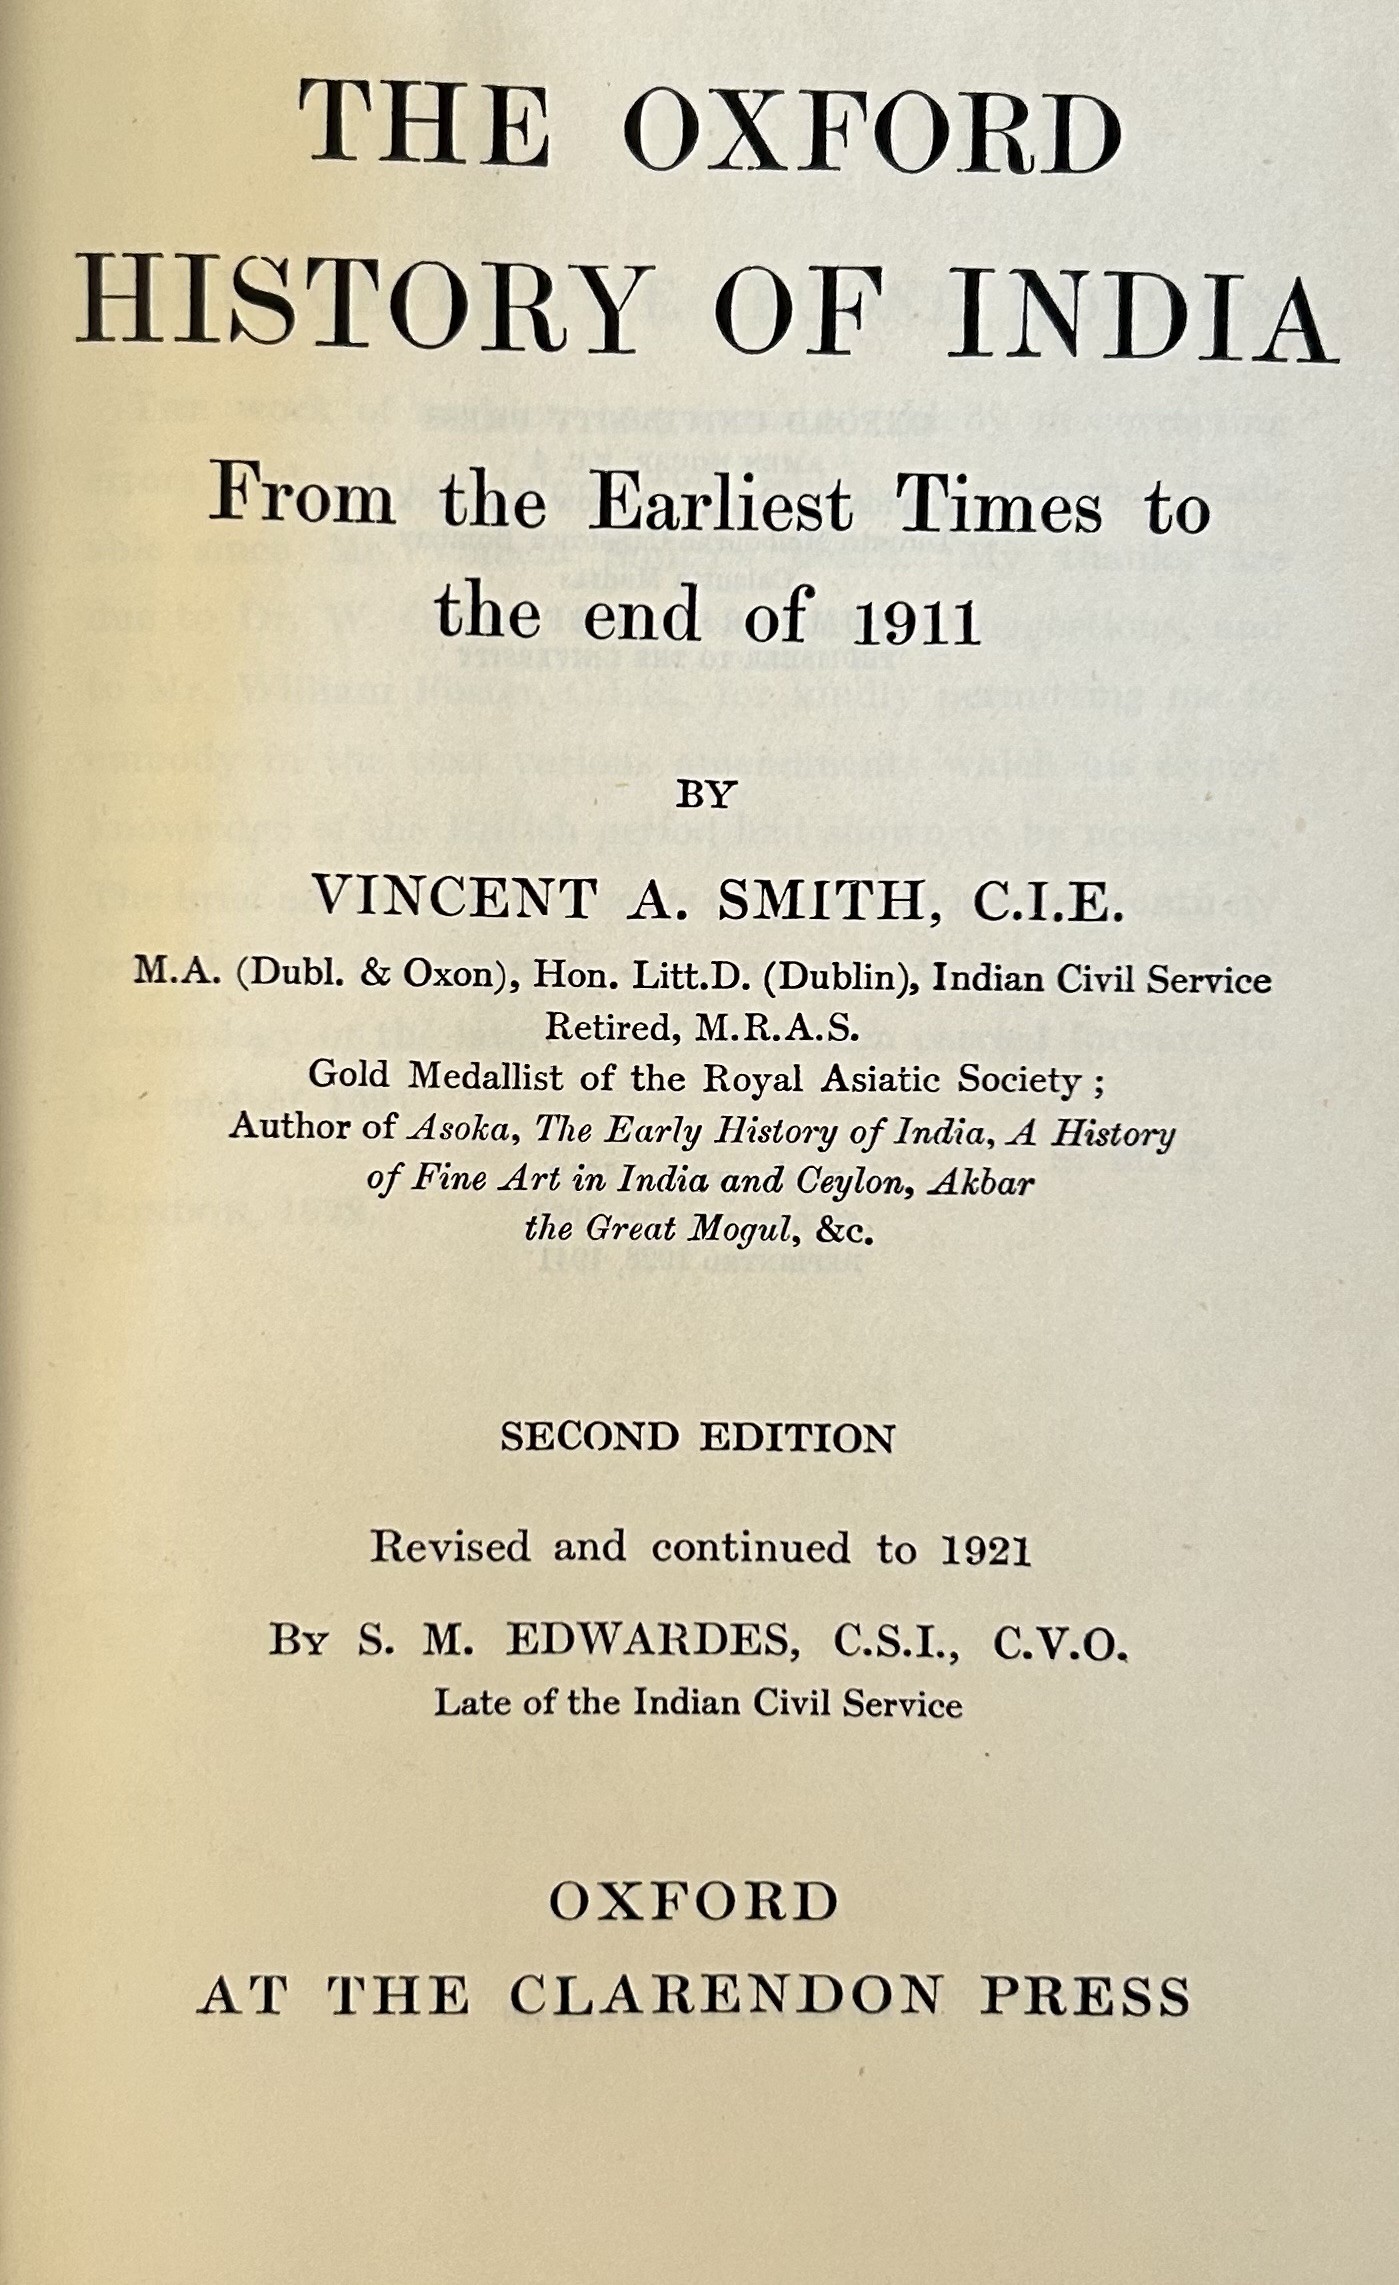 THE OXFORD
HISTORY OF INDIA
From the Earliest Times to
the end of 1911
BY
VINCENT A. SMITH, C.I.E.
M.A. (Dubl. & Oxon), Hon. Litt.D. (Dublin), Indian Civil Service
Retired, M.R.A.S.
Gold Medallist of the Royal Asiatic Society ;
Author of Asoka, The Early History of India, A History
of Fine Art in India and Ceylon, Akbar
the Great Mogul, &c.
SECOND EDITION
Revised and continued to 1921
By S. M. EDWARDES, C.S.I., C.V.O.
Late of the Indian Civil Service
OXFORD
AT THE CLARENDON PRESS